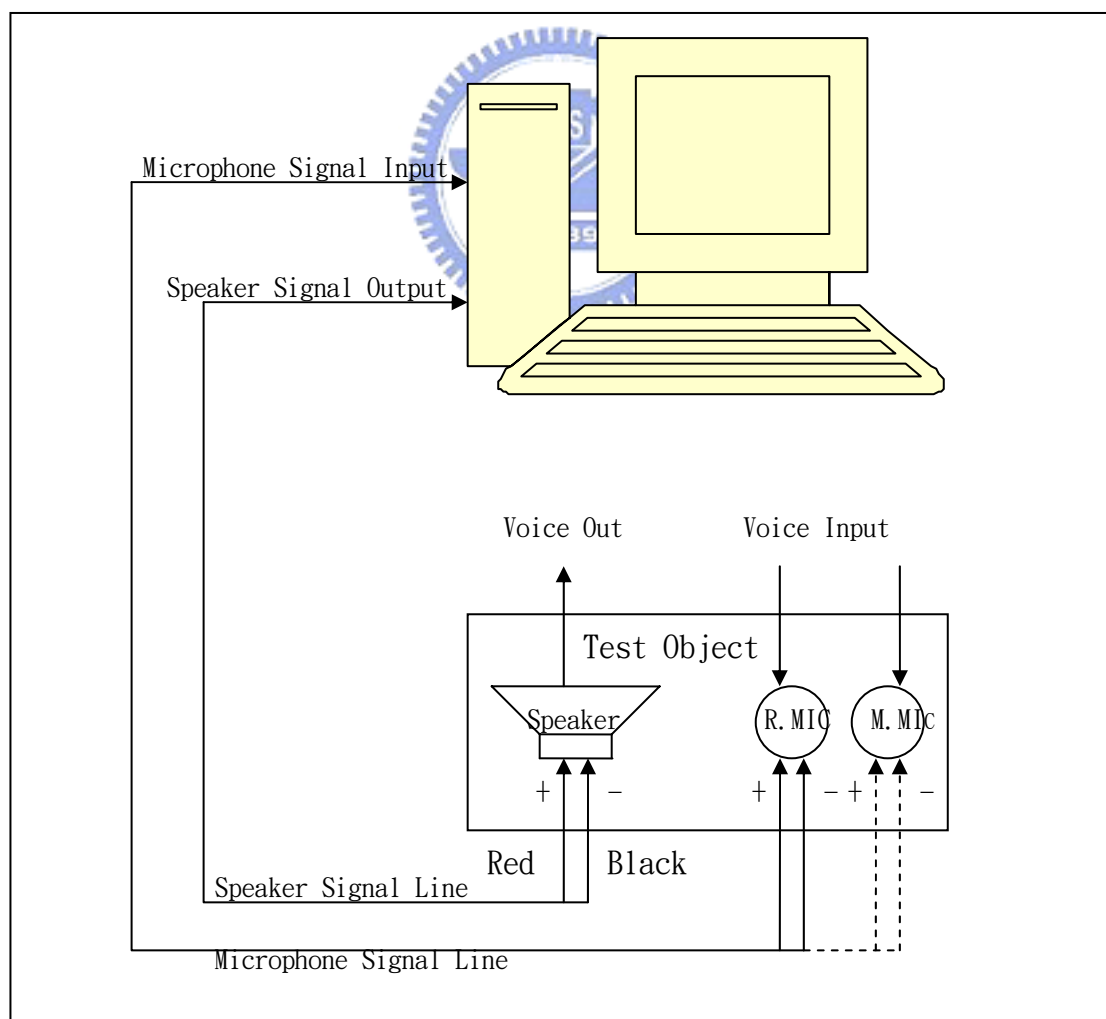 S
89
Microphone Signal Input
Speaker Signal Output
Voice Out
Voice Input
Test Object
Speaker
R.MIC
M.MIC
+
-
+
-
+
-
Red
Black
Speaker Signal Line
Microphone Signal Line